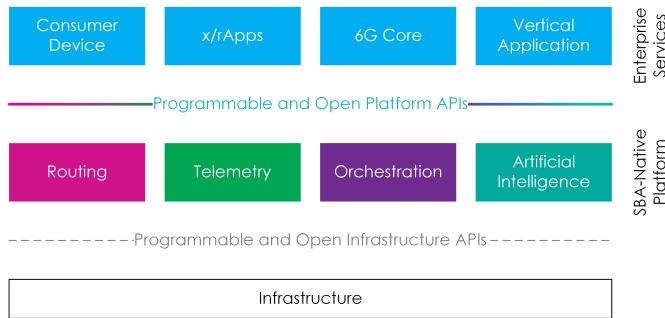 Consumer
Device
x/rApps
6G Core
Vertical
Application
Enterprise
Services
Programmable and Open Platform APIs
Routing
Telemetry
Orchestration
Artificial
Intelligence
SBA-Native
Platform
Programmable and Open Infrastructure APIs
Infrastructure